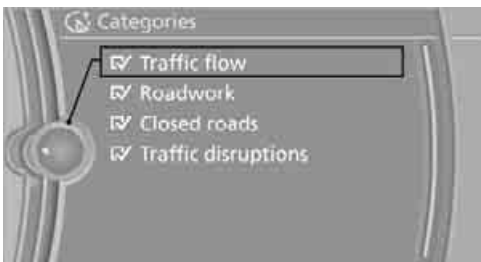 Categories
Traffic flow
Roadwork
Closed roads
Traffic disruptions